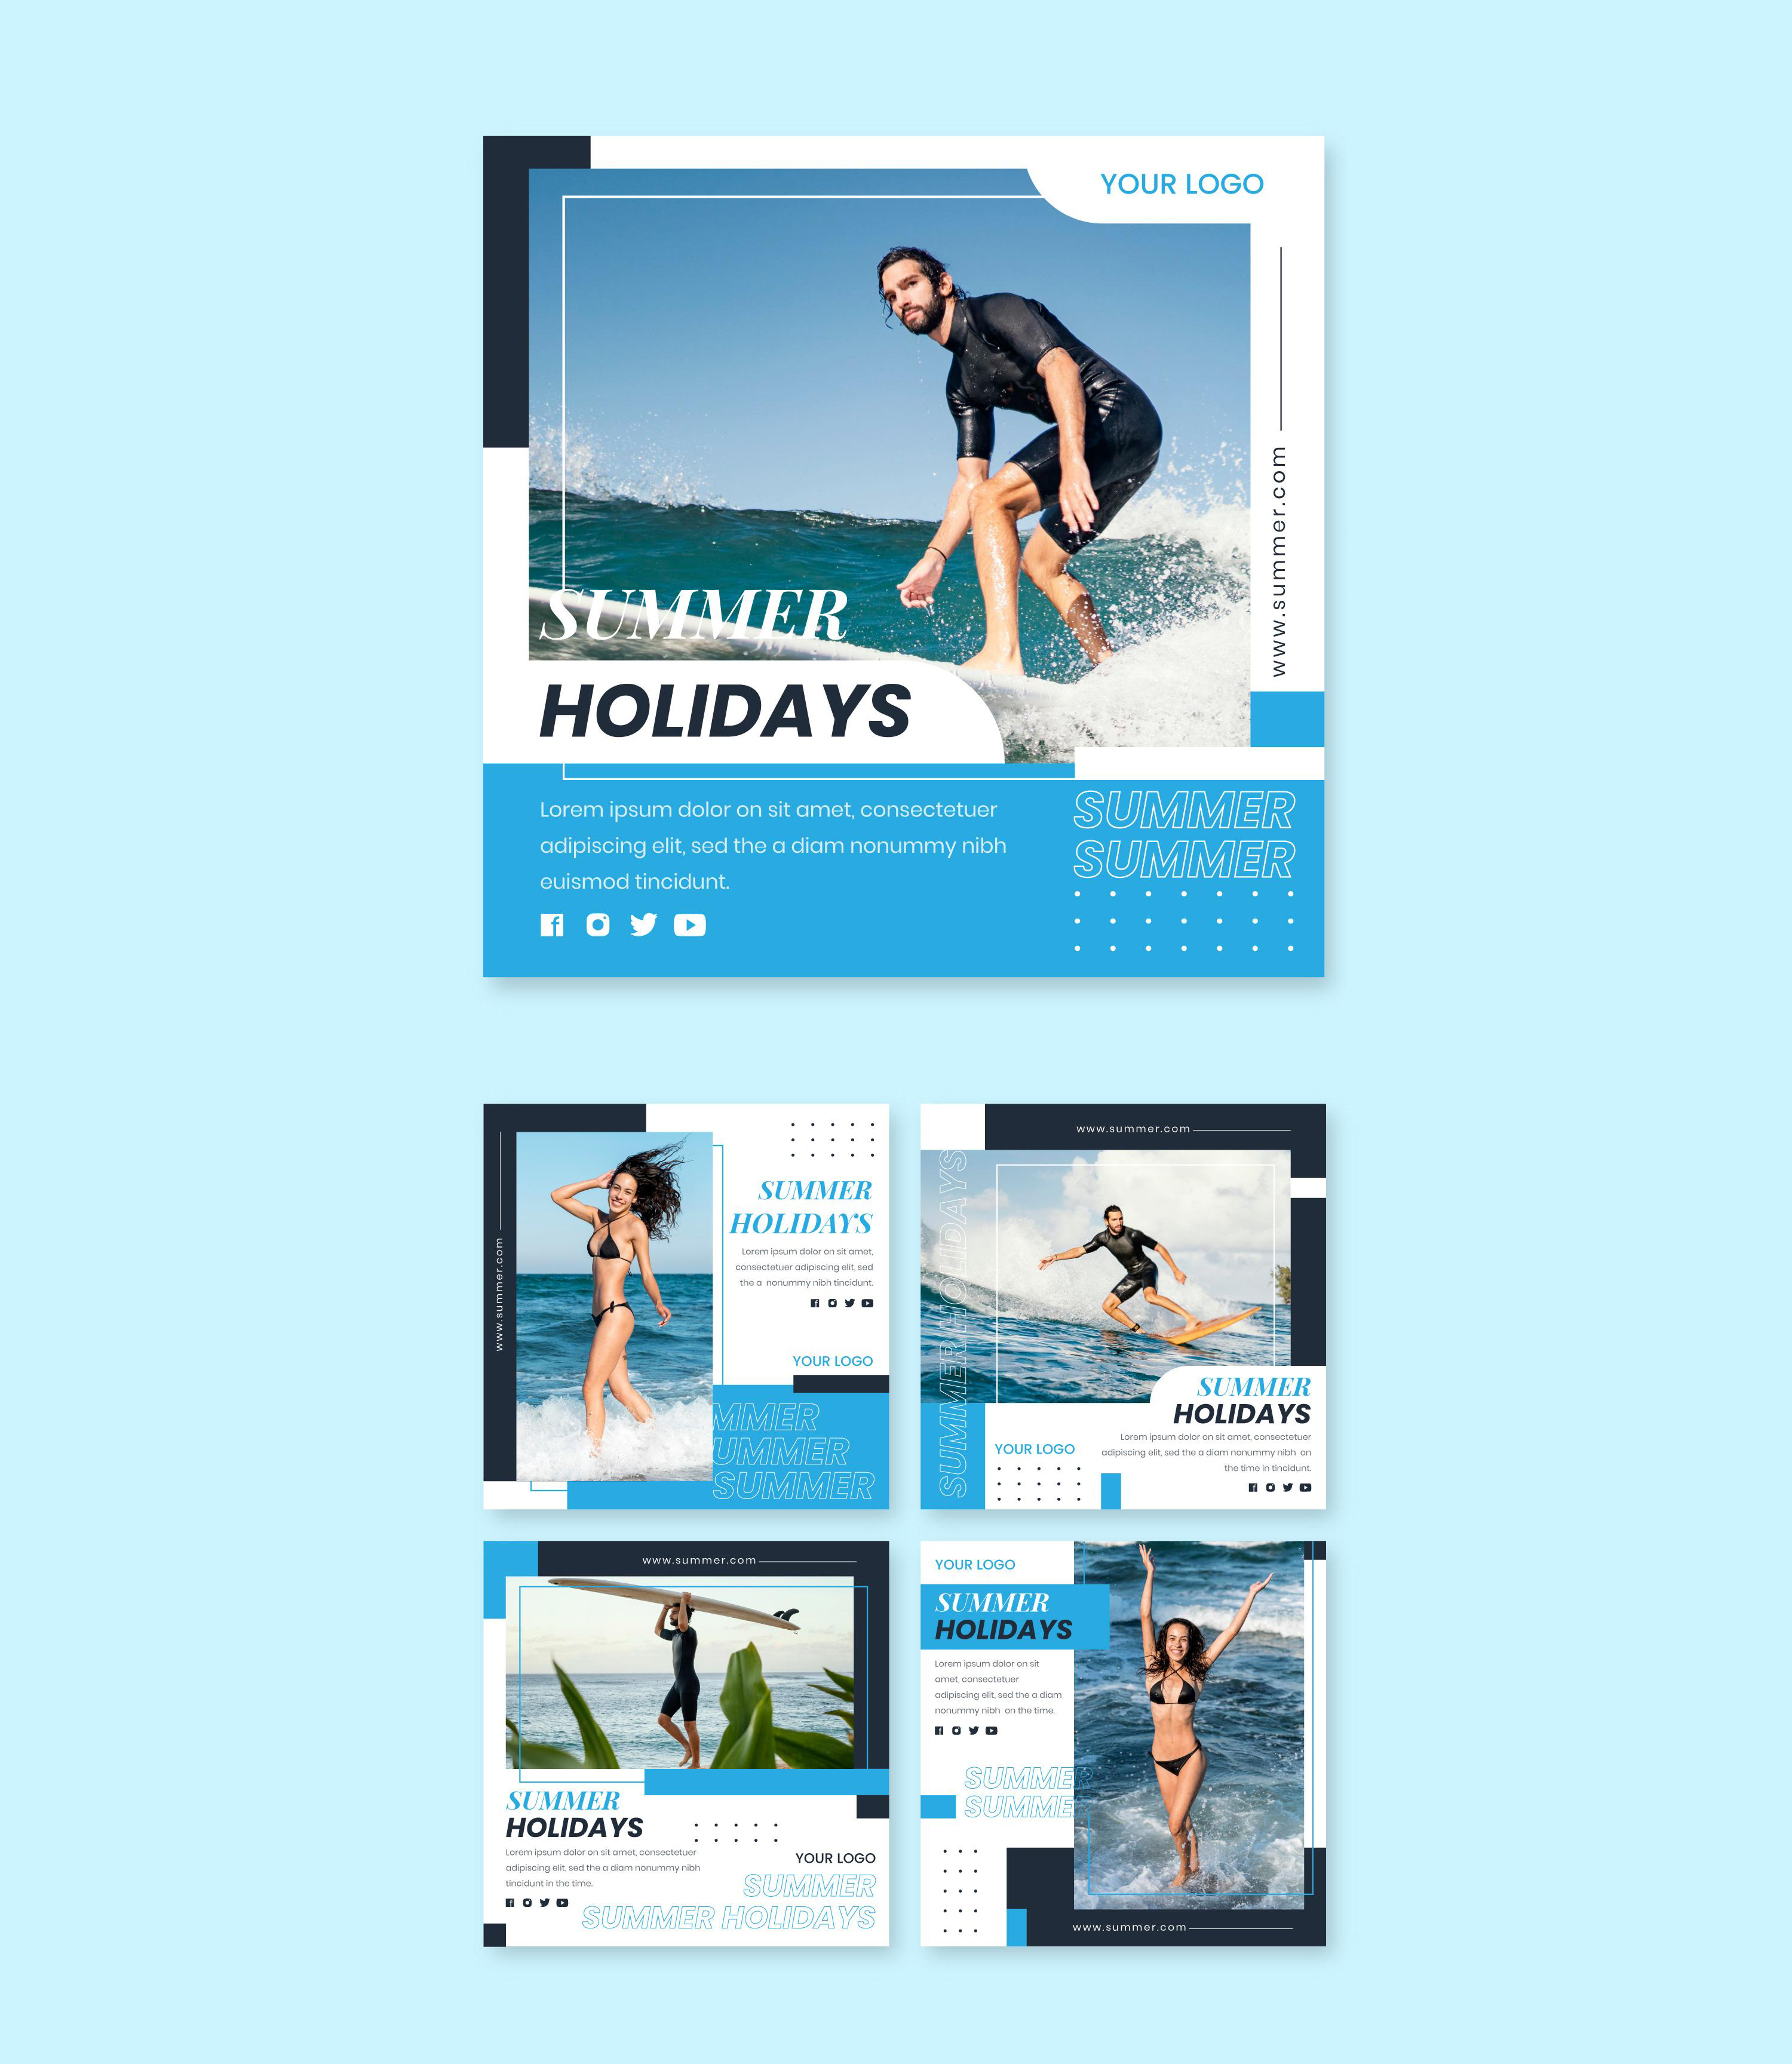 YOUR LOGO
www.summer.com
SUMMER
HOLIDAYS
Lorem ipsum dolor on sit amet, consectetuer
adipiscing elit, sed the a diam nonummy nibh
euismod tincidunt.
SUMMER
SUMMER
www.summer.com
SUMMER
HOLIDAYS
Lorem ipsum dolor on sit amet,
consectetuer adipiscing elit, sed
the a nonummy nibh tincidunt.
YOUR LOGO
MMER
UMMER
SUMMER
www.summer.com
SUMMER HOLIDAYS
SUMMER
HOLIDAYS
Lorem ipsum dolor on sit amet, consectetuer
adipiscing elit, sed the a diam nonummy nibh on
the time in tincidunt.
YOUR LOGO
www.summer.com
SUMMER
HOLIDAYS
Lorem ipsum dolor on sit amet, consectetuer
adipiscing elit, sed the a diam nonummy nibh
tincidunt in the time.
YOUR LOGO
SUMMER
SUMMER HOLIDAYS
YOUR LOGO
SUMMER
HOLIDAYS
Lorem ipsum dolor on sit
amet, consectetuer
adipiscing elit, sed the a diam
nonummy nibh on the time.
SUMMER
SUMMER
www.summer.com